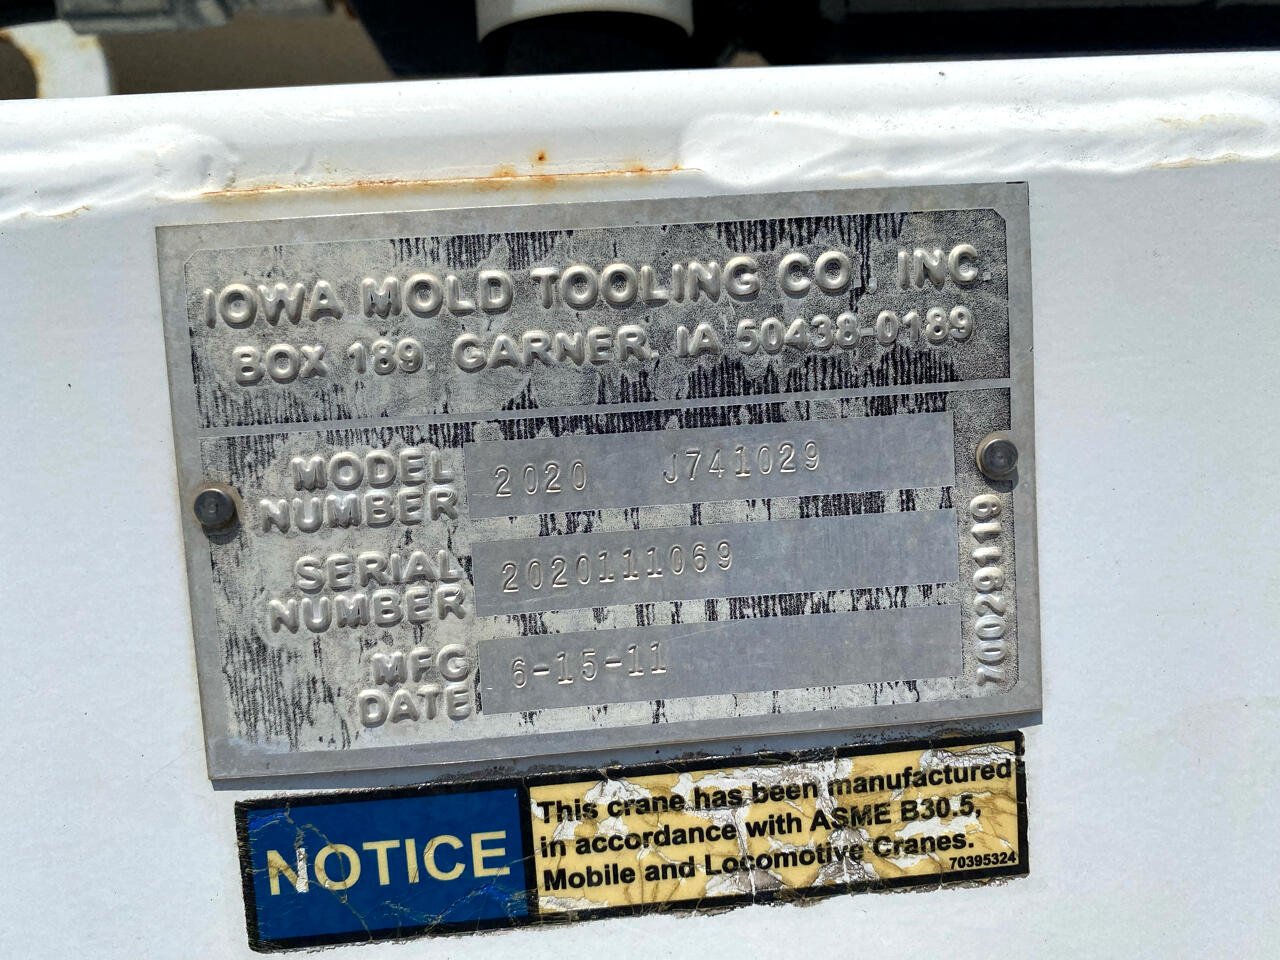 IOWA MOLD TOOLING CO., INC.
BOX 189, GARNER, IA 50438-0189
MODEL NUMBER 2020 J741029
SERIAL NUMBER 2020111069
MFG DATE 6-15-11
70029119
NOTICE
This crane has been manufactured
in accordance with ASME B30.5,
Mobile and Locomotive Cranes.
70395324